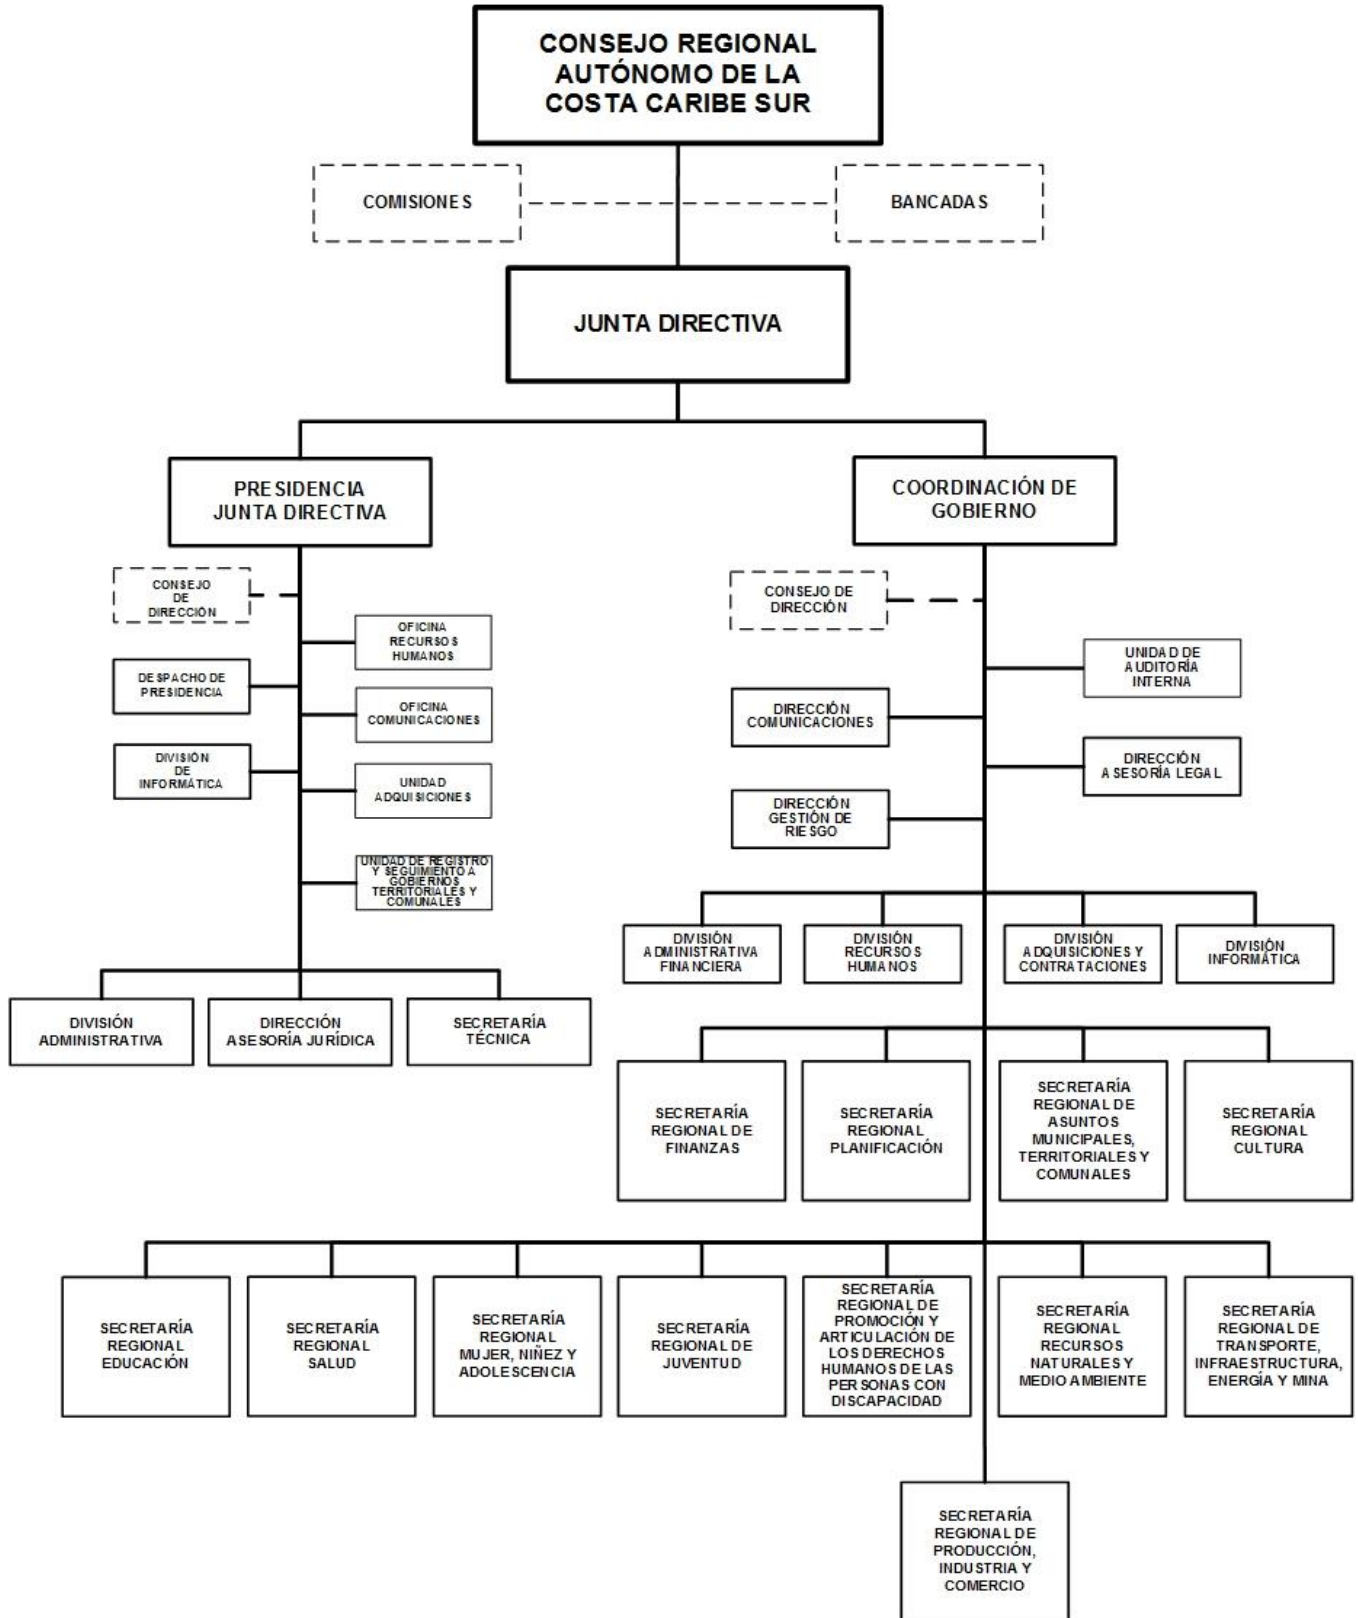 CONSEJO REGIONAL
AUTÓNOMO DE LA
COSTA CARIBE SUR
COMISIONES
BANCADAS
JUNTA DIRECTIVA
PRESIDENCIA
JUNTA DIRECTIVA
COORDINACIÓN DE
GOBIERNO
CONSEJO
DE
DIRECCIÓN
OFICINA
RECURSOS
HUMANOS
DESPACHO DE
PRESIDENCIA
OFICINA
COMUNICACIONES
DIVISIÓN
DE
INFORMÁTICA
UNIDAD
ADQUISICIONES
UNIDAD DE REGISTRO
Y SEGUIMIENTO A
GOBIERNOS
TERRITORIALES Y
COMUNALES
DIVISIÓN
ADMINISTRATIVA
DIRECCIÓN
ASESORÍA JURÍDICA
SECRETARÍA
TÉCNICA
CONSEJO DE
DIRECCIÓN
UNIDAD DE
AUDITORÍA
INTERNA
DIRECCIÓN
COMUNICACIONES
DIRECCIÓN
ASESORÍA LEGAL
DIRECCIÓN
GESTIÓN DE
RIESGO
DIVISIÓN
ADMINISTRATIVA
FINANCIERA
DIVISIÓN
RECURSOS
HUMANOS
DIVISIÓN
ADQUISICIONES Y
CONTRATACIONES
DIVISIÓN
INFORMÁTICA
SECRETARÍA
REGIONAL DE
FINANZAS
SECRETARÍA
REGIONAL
PLANIFICACIÓN
SECRETARÍA
REGIONAL DE
ASUNTOS
MUNICIPALES,
TERRITORIALES Y
COMUNALES
SECRETARÍA
REGIONAL
CULTURA
SECRETARÍA
REGIONAL
EDUCACIÓN
SECRETARÍA
REGIONAL
SALUD
SECRETARÍA
REGIONAL
MUJER, NIÑEZ Y
ADOLESCENCIA
SECRETARÍA
REGIONAL DE
JUVENTUD
SECRETARÍA
REGIONAL DE
PROMOCIÓN Y
ARTICULACIÓN DE
LOS DERECHOS
HUMANOS DE LAS
PERSONAS CON
DISCAPACIDAD
SECRETARÍA
REGIONAL
RECURSOS
NATURALES Y
MEDIO AMBIENTE
SECRETARÍA
REGIONAL DE
TRANSPORTE,
INFRAESTRUCTURA,
ENERGÍA Y MINA
SECRETARÍA
REGIONAL DE
PRODUCCIÓN,
INDUSTRIA Y
COMERCIO